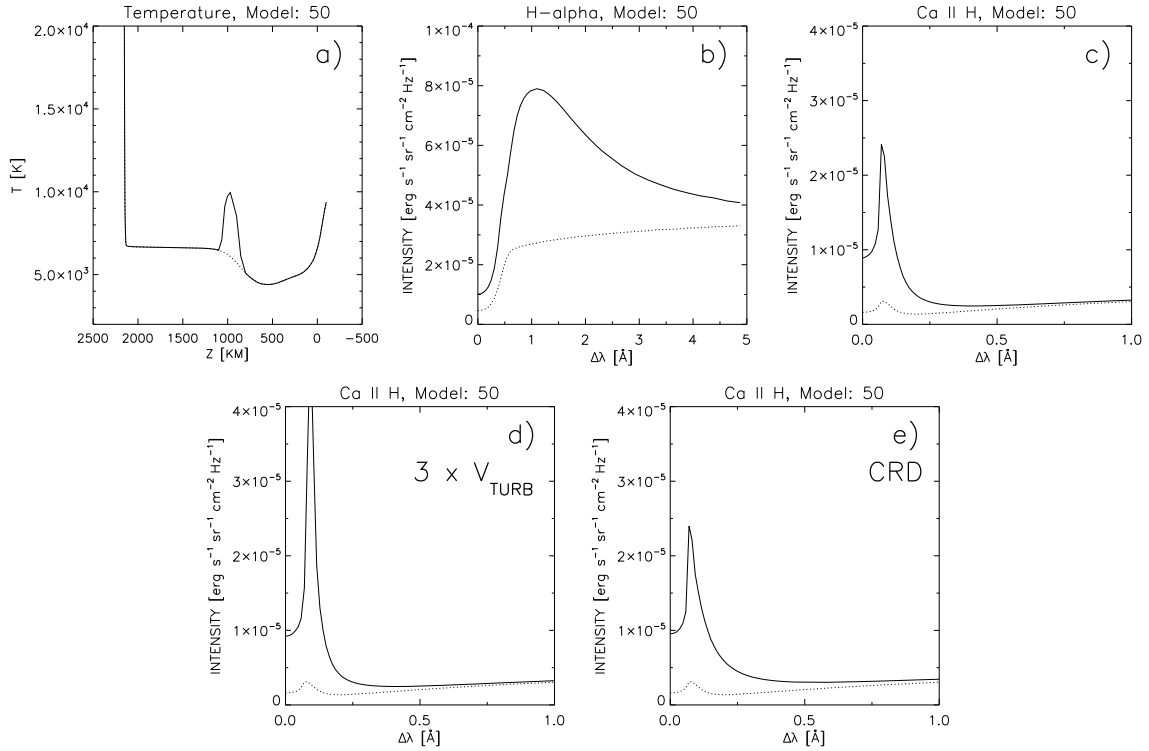 Temperature, Model: 50
a)
2.0×10⁴
1.5×10⁴
1.0×10⁴
5.0×10³
T [K]
2500 2000 1500 1000 500 0 −500
Z [KM]
H−alpha, Model: 50
b)
1×10⁻⁴
8×10⁻⁵
6×10⁻⁵
4×10⁻⁵
2×10⁻⁵
0
INTENSITY [erg s⁻¹ sr⁻¹ cm⁻² Hz⁻¹]
0 1 2 3 4 5
Δλ [Å]
Ca II H, Model: 50
c)
4×10⁻⁵
3×10⁻⁵
2×10⁻⁵
1×10⁻⁵
0
INTENSITY [erg s⁻¹ sr⁻¹ cm⁻² Hz⁻¹]
0.0 0.5 1.0
Δλ [Å]
Ca II H, Model: 50
d)
3 x V_TURB
4×10⁻⁵
3×10⁻⁵
2×10⁻⁵
1×10⁻⁵
0
INTENSITY [erg s⁻¹ sr⁻¹ cm⁻² Hz⁻¹]
0.0 0.5 1.0
Δλ [Å]
Ca II H, Model: 50
e)
CRD
4×10⁻⁵
3×10⁻⁵
2×10⁻⁵
1×10⁻⁵
0
INTENSITY [erg s⁻¹ sr⁻¹ cm⁻² Hz⁻¹]
0.0 0.5 1.0
Δλ [Å]